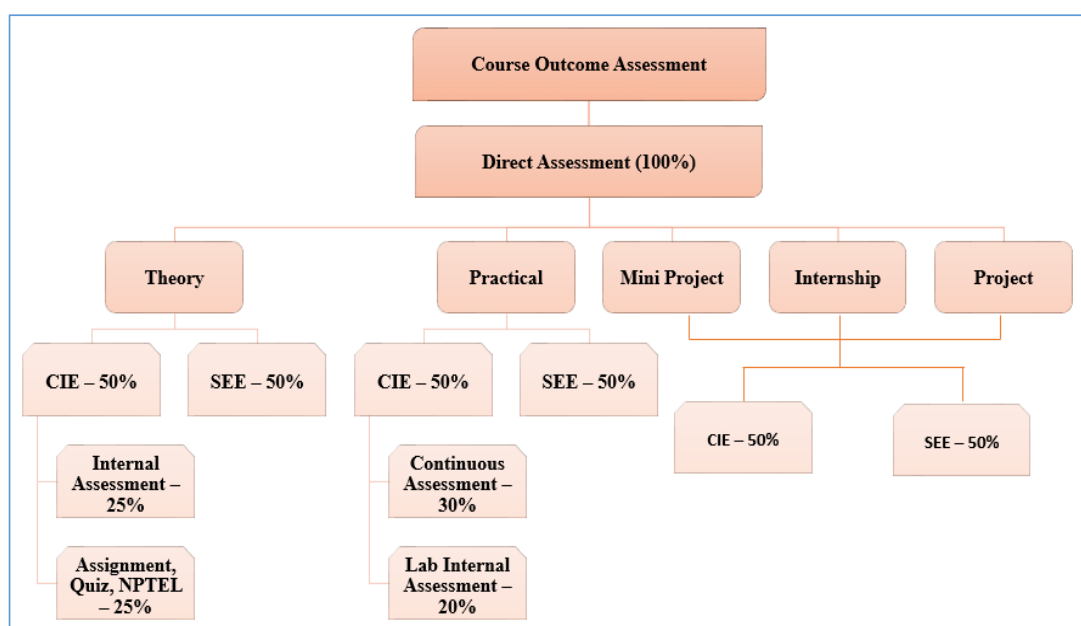 Course Outcome Assessment
Direct Assessment (100%)
Theory
Practical
Mini Project
Internship
Project
CIE – 50%
SEE – 50%
CIE – 50%
SEE – 50%
CIE – 50%
SEE – 50%
Internal
Assessment –
25%
Continuous
Assessment –
30%
Assignment,
Quiz, NPTEL
– 25%
Lab Internal
Assessment –
20%